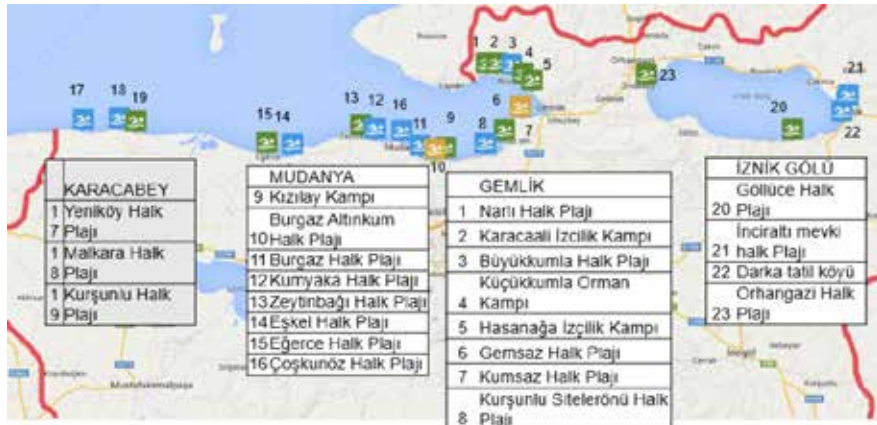 1 2 3
4
5
17 18 19
15 14
13 12 16
11 9
10
6
8 7
23
21
20
22
KARACABEY
1 Yeniköy Halk
7 Plajı
1 Malkara Halk
8 Plajı
1 Kurşunlu Halk
9 Plajı
MUDANYA
9 Kızılay Kampı
Burgaz Altınkum
10 Halk Plajı
11 Burgaz Halk Plajı
12 Kumyaka Halk Plajı
13 Zeytinbağı Halk Plajı
14 Eşkel Halk Plajı
15 Eğerce Halk Plajı
16 Çoşkunöz Halk Plajı
GEMLİK
1 Narlı Halk Plajı
2 Karacaali İzcilik Kampı
3 Büyükkumla Halk Plajı
Küçükkumla Orman
4 Kampı
5 Hasanağa İzçilik Kampı
6 Gemsaz Halk Plajı
7 Kumsaz Halk Plajı
Kurşunlu Sitelerönü Halk
8 Plajı
İZNİK GÖLÜ
Göllüce Halk
20 Plajı
İnciraltı mevki
21 halk Plajı
22 Darka tatil köyü
Orhangazi Halk
23 Plajı
Mustafakemalpaşa